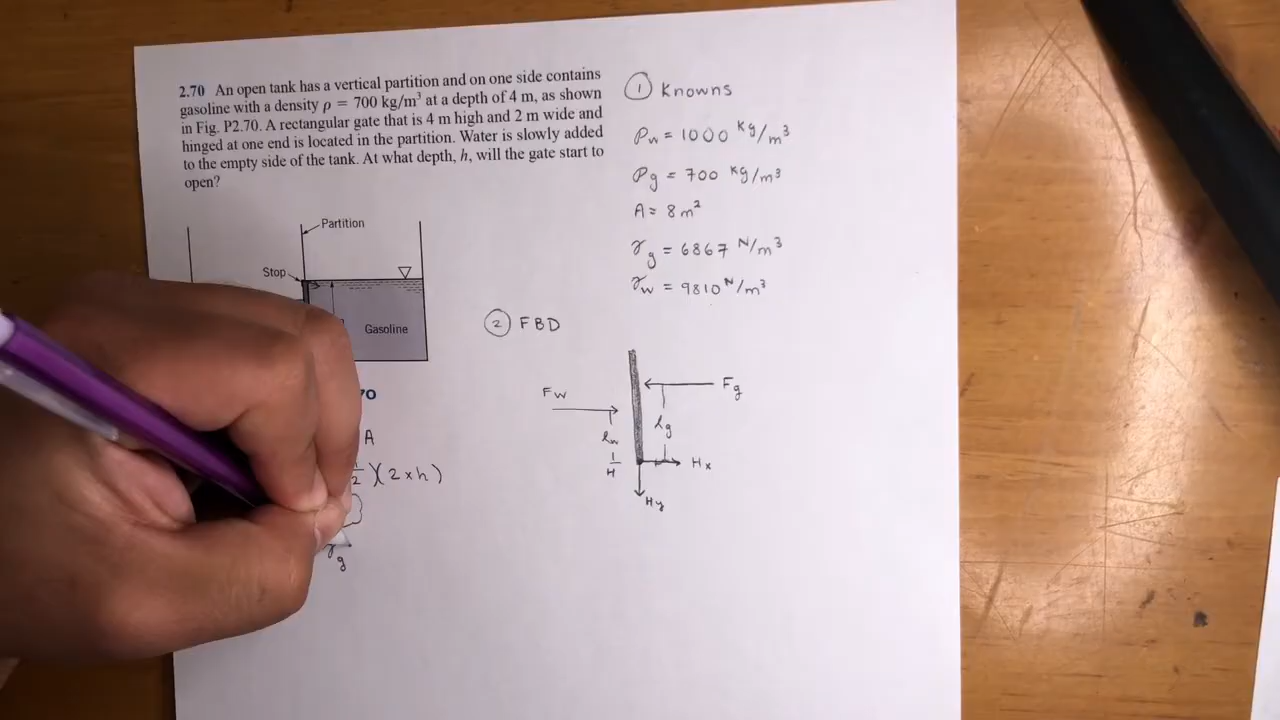 2.70 An open tank has a vertical partition and on one side contains
gasoline with a density ρ = 700 kg/m³ at a depth of 4 m, as shown
in Fig. P2.70. A rectangular gate that is 4 m high and 2 m wide and
hinged at one end is located in the partition. Water is slowly added
to the empty side of the tank. At what depth, h, will the gate start to
open?
Partition
Stop
Gasoline
70
A
2 )(2×h)
γg
① Knowns
ρw = 1000 kg/m³
ρg = 700 kg/m³
A = 8 m²
γg = 6867 N/m³
γw = 9810 N/m³
② FBD
Fw
Fg
lw
lg
H
Hx
Hy